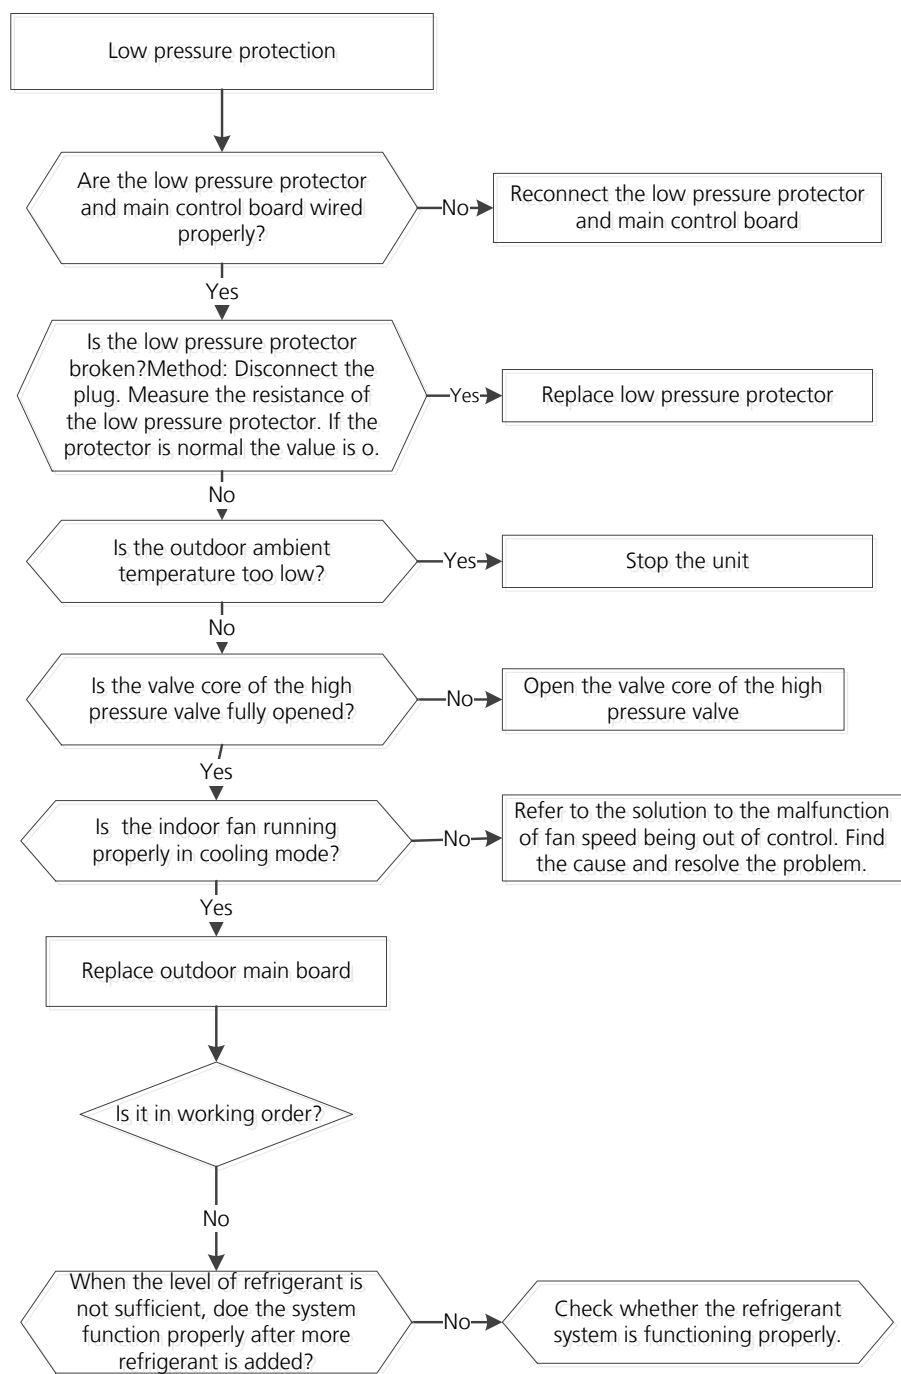 Low pressure protection
Are the low pressure protector
and main control board wired
properly?
No
Reconnect the low pressure protector
and main control board
Yes
Is the low pressure protector
broken?Method: Disconnect the
plug. Measure the resistance of
the low pressure protector. If the
protector is normal the value is o.
Yes
Replace low pressure protector
No
Is the outdoor ambient
temperature too low?
Yes
Stop the unit
No
Is the valve core of the high
pressure valve fully opened?
No
Open the valve core of the high
pressure valve
Yes
Is  the indoor fan running
properly in cooling mode?
No
Refer to the solution to the malfunction
of fan speed being out of control. Find
the cause and resolve the problem.
Yes
Replace outdoor main board
Is it in working order?
No
When the level of refrigerant is
not sufficient, doe the system
function properly after more
refrigerant is added?
No
Check whether the refrigerant
system is functioning properly.